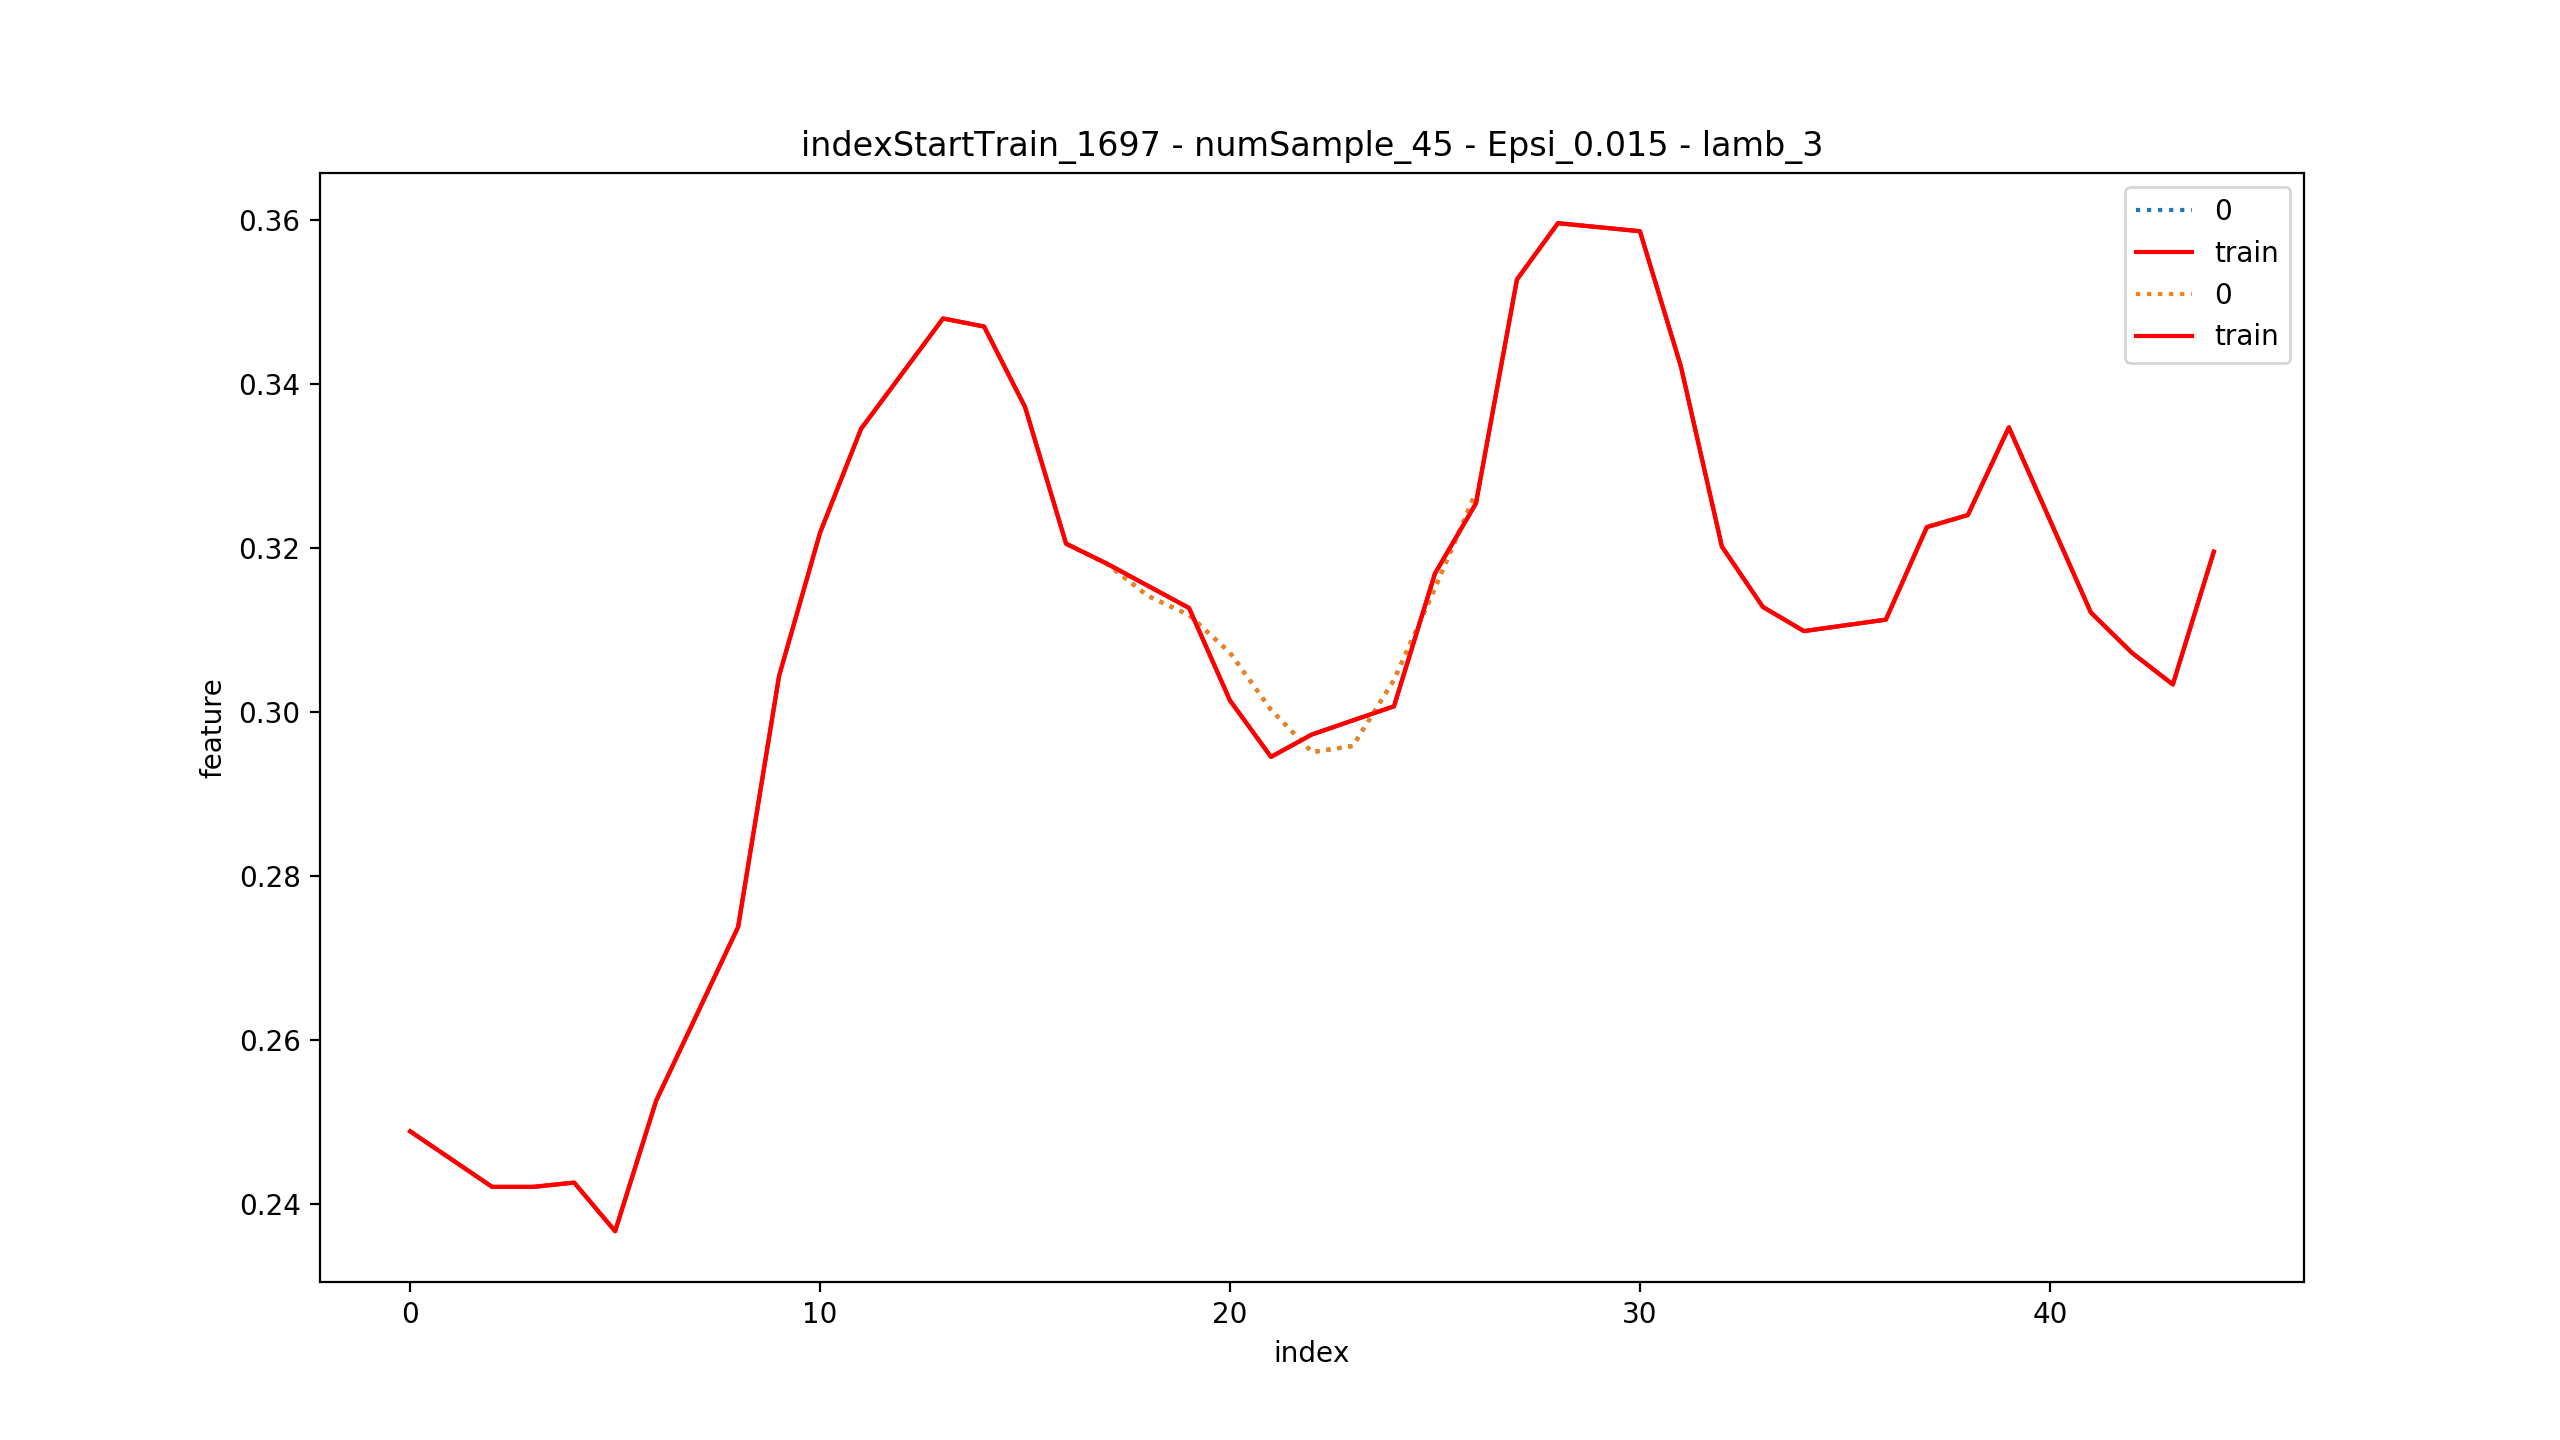 indexStartTrain_1697 - numSample_45 - Epsi_0.015 - lamb_3
0
train
0
train
0.36
0.34
0.32
0.30
0.28
0.26
0.24
feature
0 10 20 30 40
index